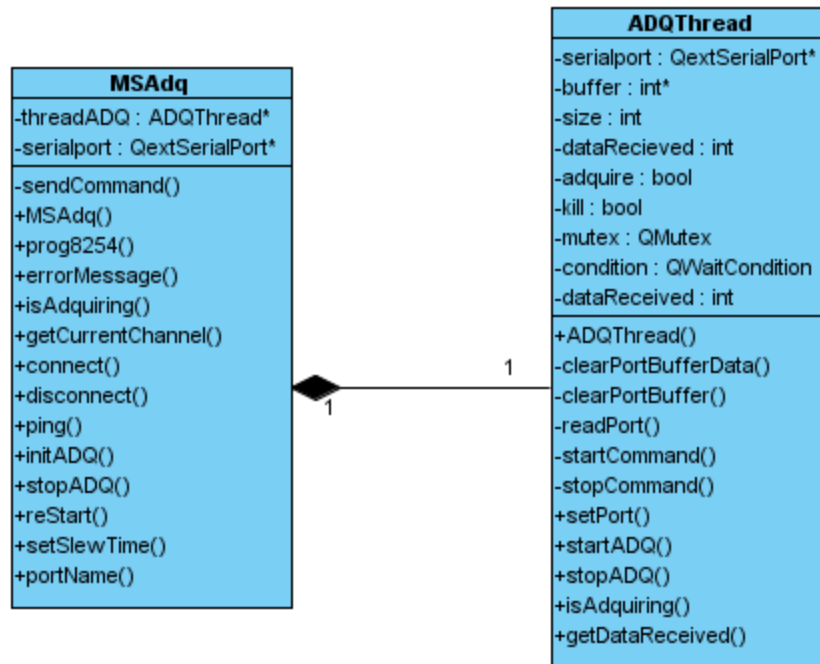 MSAdq
-threadADQ : ADQThread*
-serialport : QextSerialPort*
-sendCommand()
+MSAdq()
+prog8254()
+errorMessage()
+isAdquiring()
+getCurrentChannel()
+connect()
+disconnect()
+ping()
+initADQ()
+stopADQ()
+reStart()
+setSlewTime()
+portName()
1
1
ADQThread
-serialport : QextSerialPort*
-buffer : int*
-size : int
-dataRecieved : int
-adquire : bool
-kill : bool
-mutex : QMutex
-condition : QWaitCondition
-dataReceived : int
+ADQThread()
-clearPortBufferData()
-clearPortBuffer()
-readPort()
-startCommand()
-stopCommand()
+setPort()
+startADQ()
+stopADQ()
+isAdquiring()
+getDataReceived()